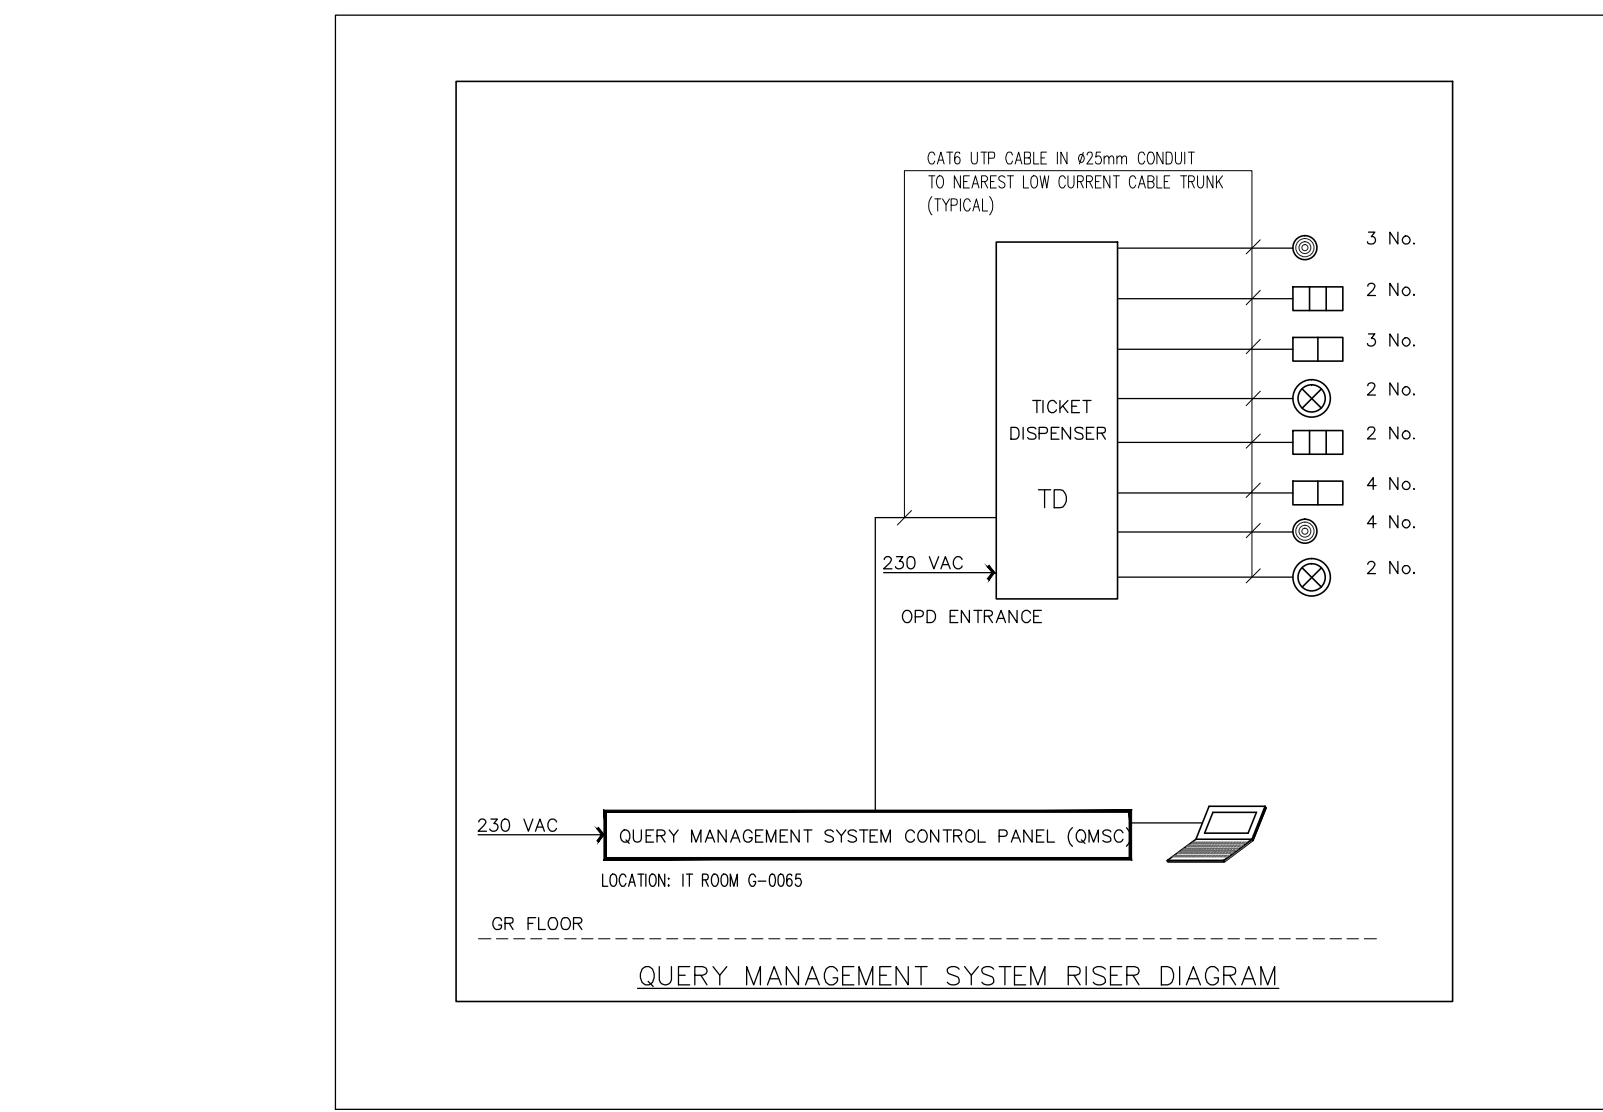 CAT6 UTP CABLE IN ø25mm CONDUIT
TO NEAREST LOW CURRENT CABLE TRUNK
(TYPICAL)
3 No.
2 No.
3 No.
2 No.
2 No.
4 No.
4 No.
2 No.
TICKET
DISPENSER
TD
230 VAC
OPD ENTRANCE
230 VAC
QUERY MANAGEMENT SYSTEM CONTROL PANEL (QMSC)
LOCATION: IT ROOM G-0065
GR FLOOR
QUERY MANAGEMENT SYSTEM RISER DIAGRAM